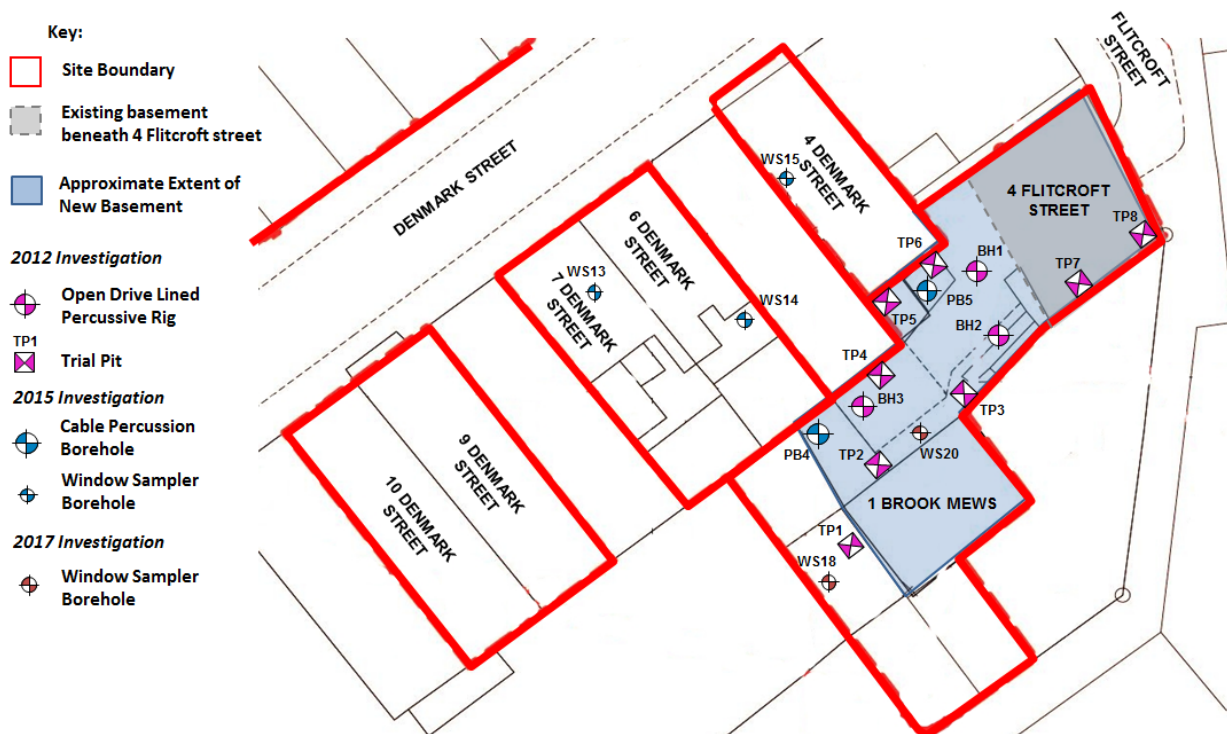 Key:
Site Boundary
Existing basement
beneath 4 Flitcroft street
Approximate Extent of
New Basement
2012 Investigation
Open Drive Lined
Percussive Rig
TP1
Trial Pit
2015 Investigation
Cable Percussion
Borehole
Window Sampler
Borehole
2017 Investigation
Window Sampler
Borehole
FLITCROFT
STREET
DENMARK STREET
WS15
4 DENMARK
STREET
4 FLITCROFT
STREET
TP8
6 DENMARK
STREET
TP6
BH1
TP7
WS13
7 DENMARK
STREET
WS14
PB5
TP5
BH2
TP4
BH3
TP3
PB4
TP2
WS20
9 DENMARK
STREET
10 DENMARK
STREET
1 BROOK MEWS
TP1
WS18